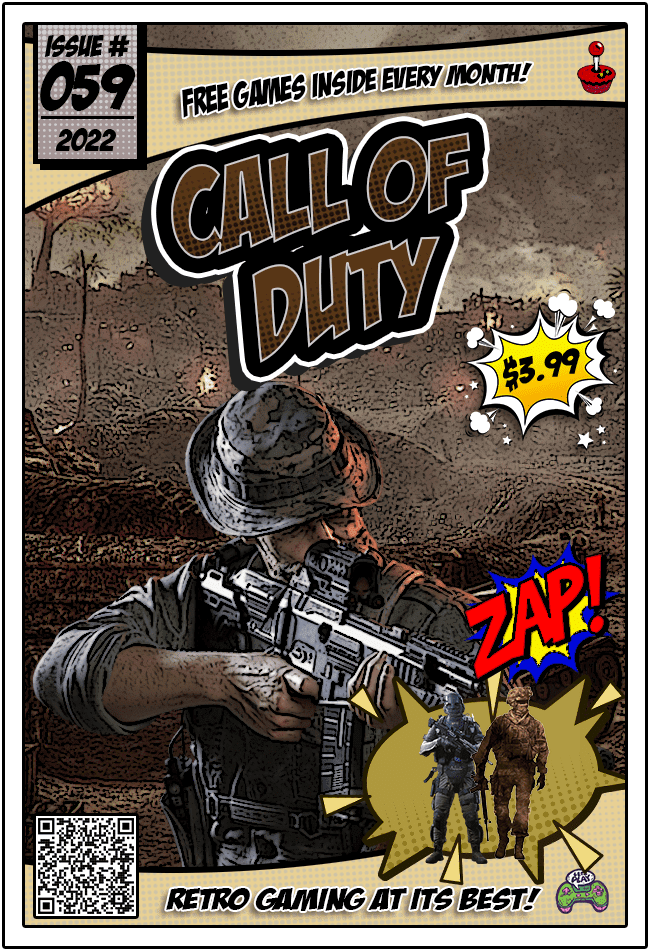 ISSUE #
059
2022
FREE GAMES INSIDE EVERY MONTH!
CALL OF
DUTY
$3.99
ZAP!
RETRO GAMING AT ITS BEST!